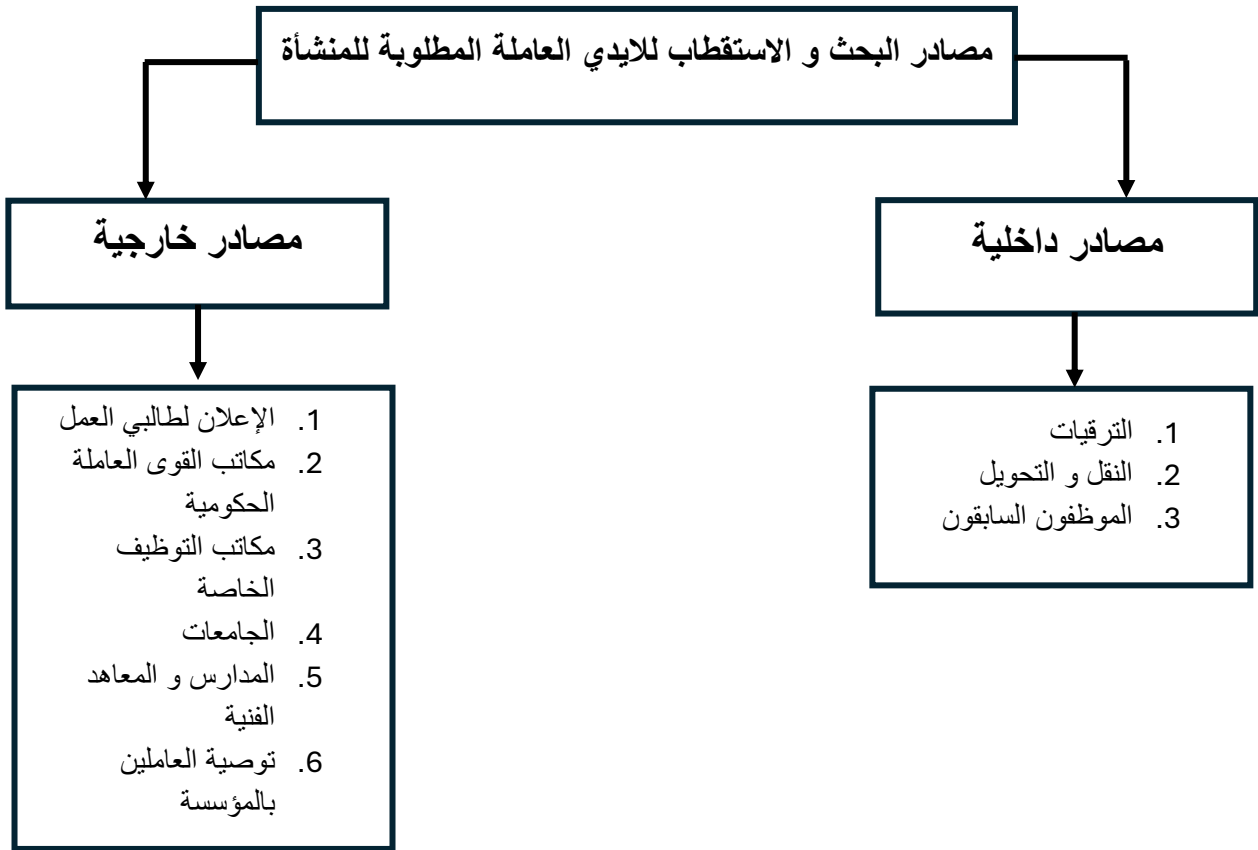 مصادر البحث و الاستقطاب للايدي العاملة المطلوبة للمنشأة
مصادر داخلية
1. الترقيات
2. النقل و التحويل
3. الموظفون السابقون
مصادر خارجية
1. الإعلان لطالبي العمل
2. مكاتب القوى العاملة
الحكومية
3. مكاتب التوظيف
الخاصة
4. الجامعات
5. المدارس و المعاهد
الفنية
6. توصية العاملين
بالمؤسسة